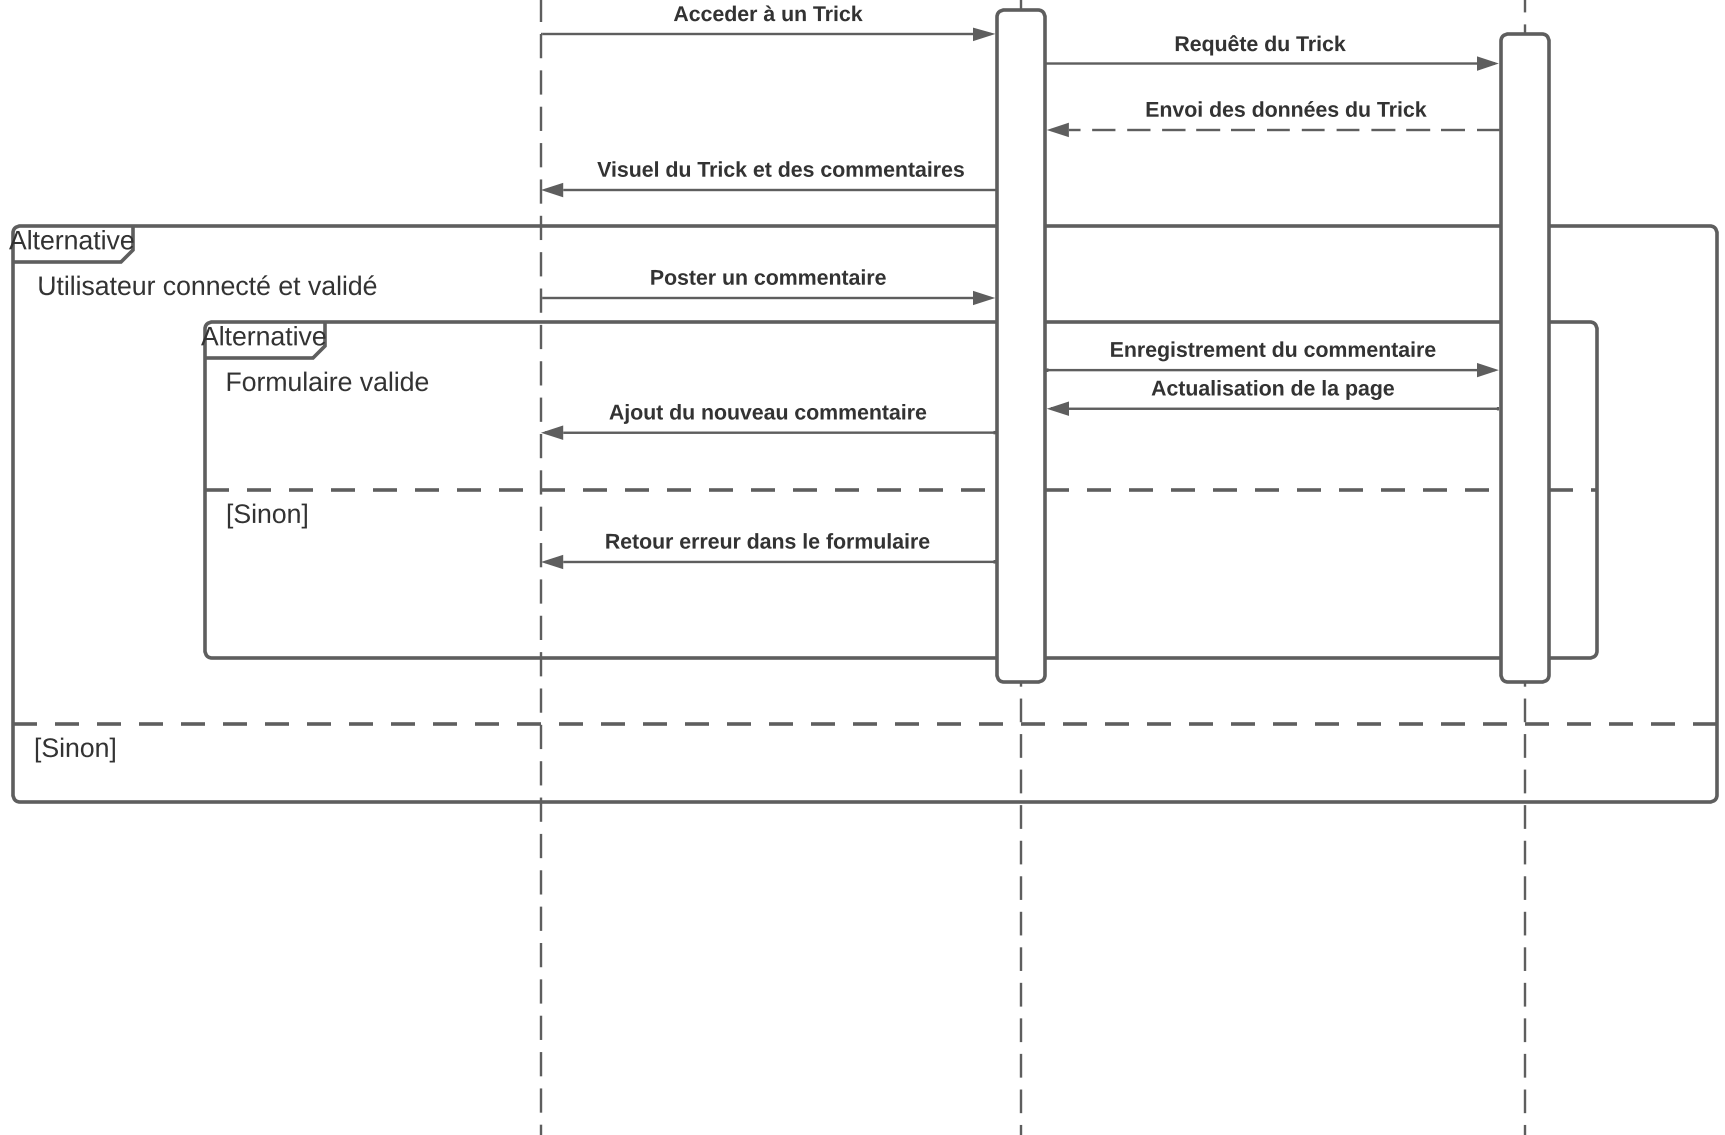 Acceder à un Trick
Requête du Trick
Envoi des données du Trick
Visuel du Trick et des commentaires
Alternative
Utilisateur connecté et validé
Poster un commentaire
Alternative
Formulaire valide
Enregistrement du commentaire
Actualisation de la page
Ajout du nouveau commentaire
[Sinon]
Retour erreur dans le formulaire
[Sinon]